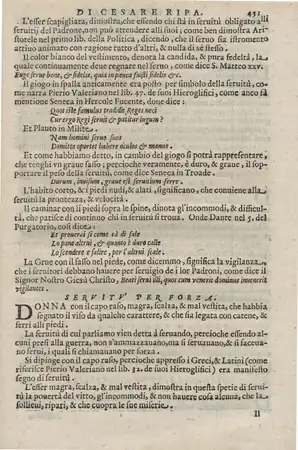 DI CESARE RIPA. 451
L'esser scapigliata, dimostra, che essendo chi stà in seruitù obligato alli
seruitij del Padrone, non può attendere alli suoi; come ben dimostra Ari-
stotele nel primo lib. della Politica, dicendo, che il seruo sia istromento
attiuo animato con ragione tutto d'altri, & nulla di sè stesso.
Il color bianco del vestimento, denota la candida, & pura fedeltà, la
quale continuamente deue regnare nel seruo, come dice S. Matteo xxv.
Euge serue bone, & fidelis, quia in pauca fuisti fidelis &c.
Il giogo in spalla anticamente era posto per simbolo della seruitù, co-
me narra Pierio Valeriano nel lib. 47. de suoi Hieroglifici, come anco fà
mentione Seneca in Hercole Fucente, doue dice:
Quot iste famulus tradidit Reges neci
Cur ergo Regi seruit & patitur iugum?
Et Plauto in Milite.
Nam homini seruo suos
Domitos oportet habere oculos & manus.
Et come habbiamo detto, in cambio del giogo si potrà rappresentare,
che tenghi vn graue sasso; percioche veramente, è duro, & graue, il sop-
portare il peso della seruitù, come dice Seneca in Troade.
Durum, inuisum, graue est seruitium ferre.
L'habito corto, & i piedi nudi, & alati, significano, che conuiene alla
seruitù la prontezza, & velocità.
Il caminar con li piedi sopra le spine, dinota gl'incommodi, & difficul-
tà, che patisce di continuo chi in seruitù si troua. Onde Dante nel 5. del
Purgatorio, così dice:
Et prouerai sì come sà di sale
Lo pane altrui, & quanto è duro calle
Lo scendere e'salire, per l'altrui scale.
La Grue con il sasso nel piede, come dicemmo, significa la vigilanza,
che i seruitori debbano hauere per seruigio de i lor Padroni, come dice il
Signor Nostro Giesù Christo, Beati serui illi, quos cum venerit dominus inuenerit
vigilantes.
SERVITV' PER FORZA.
DONNA con il capo raso, magra, scalza, & mal vestita, che habbia
segnato il viso da qualche carattere, & che sia legata con catene, &
ferri alli piedi.
La seruitù di cui parliamo vien detta à seruando, percioche essendo al-
cuni presi alla guerra, non s'ammazzauano, ma si seruauano, & si faceua-
no serui, i quali si chiamauano per forza.
Si dipinge con il capo raso, percioche appresso i Greci, & Latini (come
riferisce Pierio Valeriano nel lib. 32. de suoi Hieroglifici) era manifesto
segno di seruitù.
L'esser magra, scalza, & mal vestita, dimostra in questa spetie di serui-
tù la pouertà del vitto, gl'incommodi, & non hauere cosa alcuna, che la
solleui, ripari, & che cuopra le sue miserie.